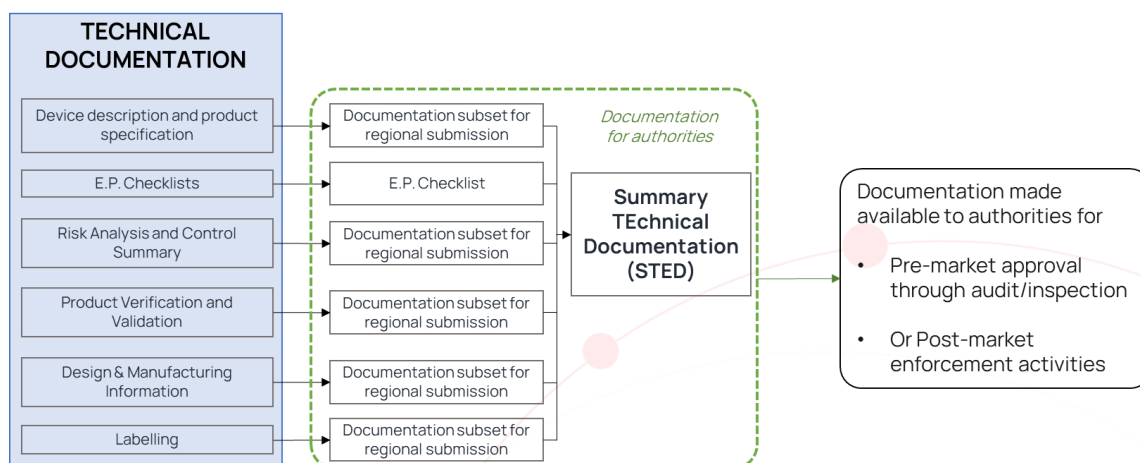 TECHNICAL
DOCUMENTATION
Device description and product
specification
E.P. Checklists
Risk Analysis and Control
Summary
Product Verification and
Validation
Design & Manufacturing
Information
Labelling
Documentation subset for
regional submission
E.P. Checklist
Documentation subset for
regional submission
Documentation subset for
regional submission
Documentation subset for
regional submission
Documentation subset for
regional submission
Documentation
for authorities
Summary
TEchnical
Documentation
(STED)
Documentation made
available to authorities for
• Pre-market approval
through audit/inspection
• Or Post-market
enforcement activities